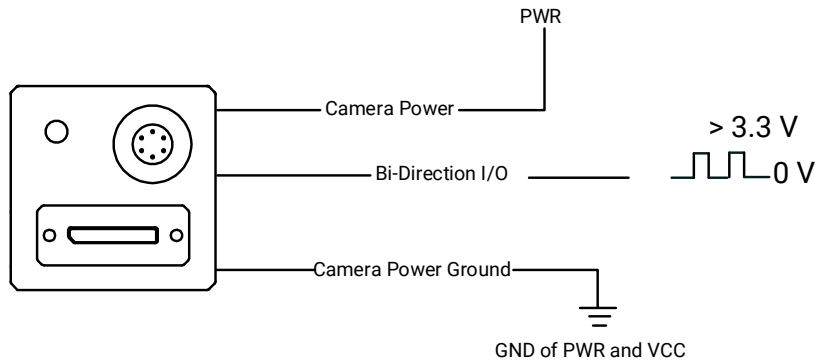 PWR
Camera Power
> 3.3 V
Bi-Direction I/O
0 V
Camera Power Ground
GND of PWR and VCC